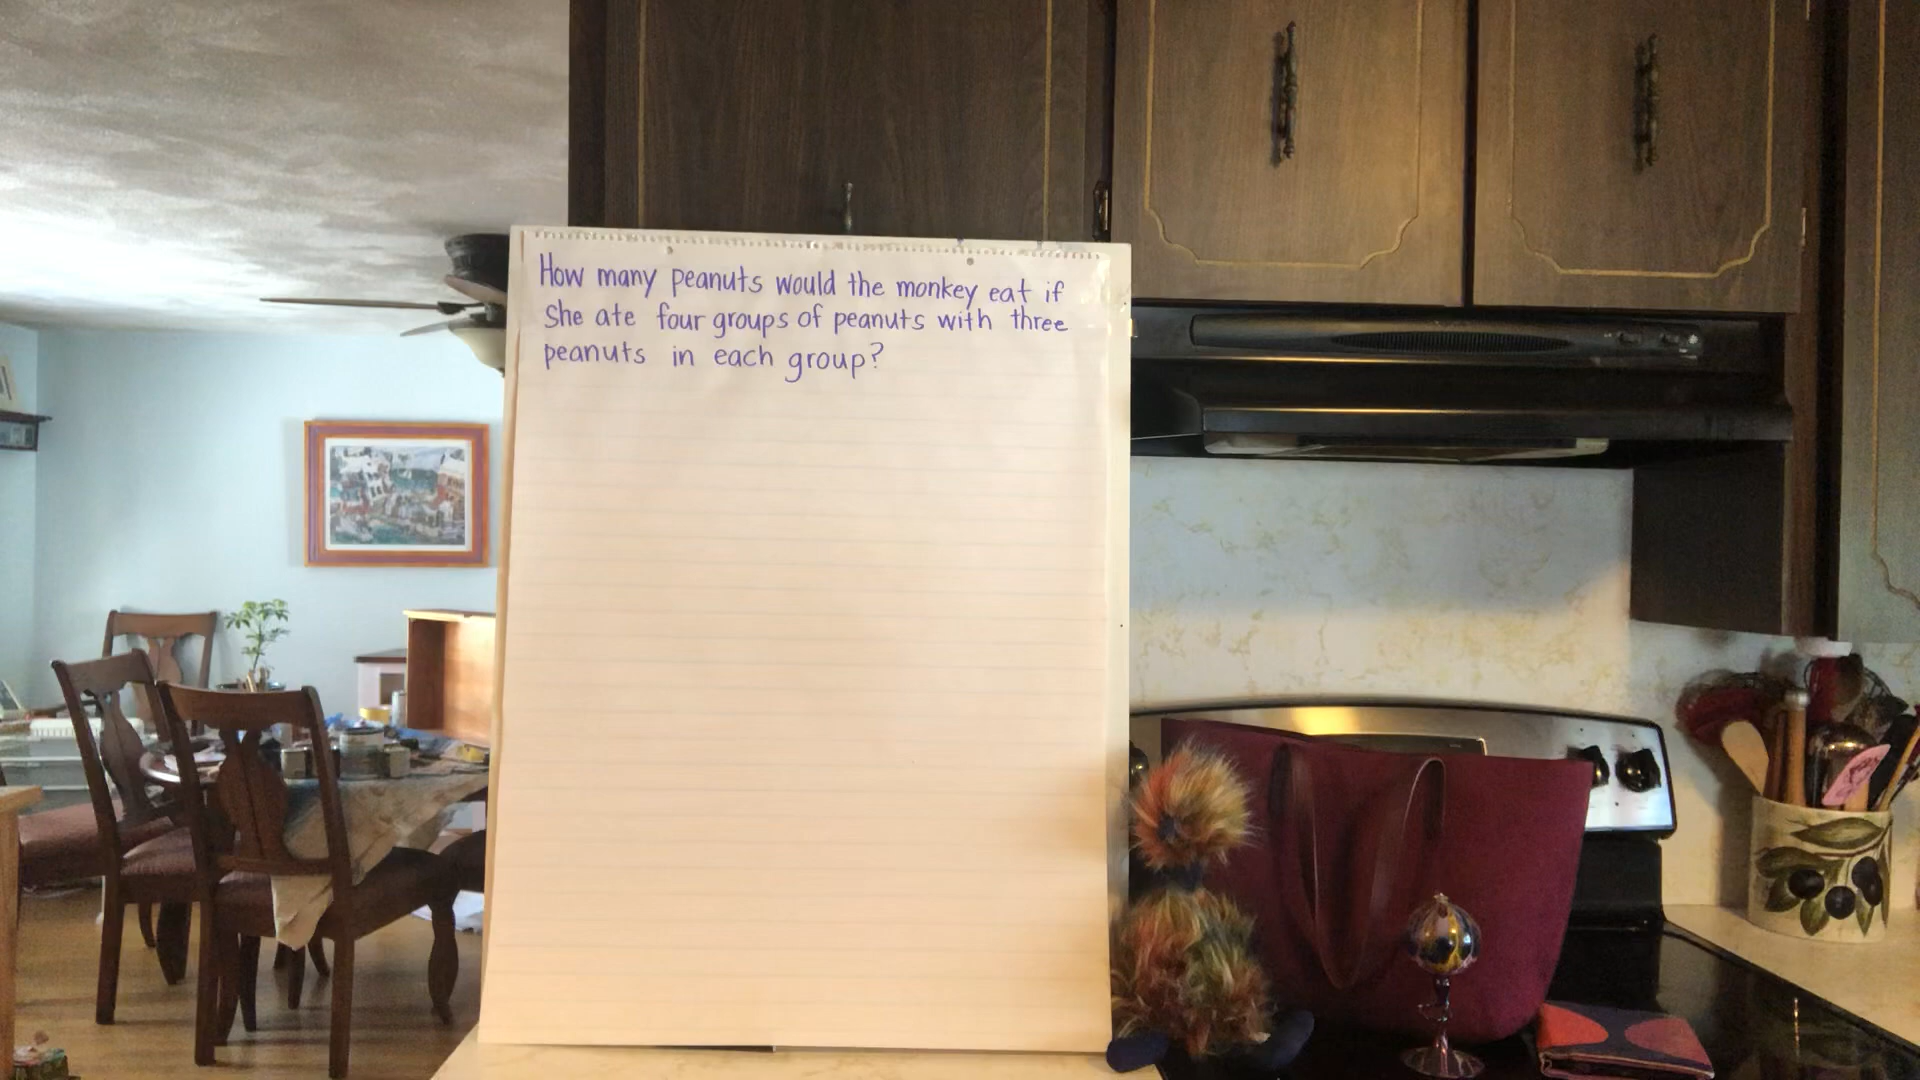 How many peanuts would the monkey eat if
She ate four groups of peanuts with three
peanuts in each group?